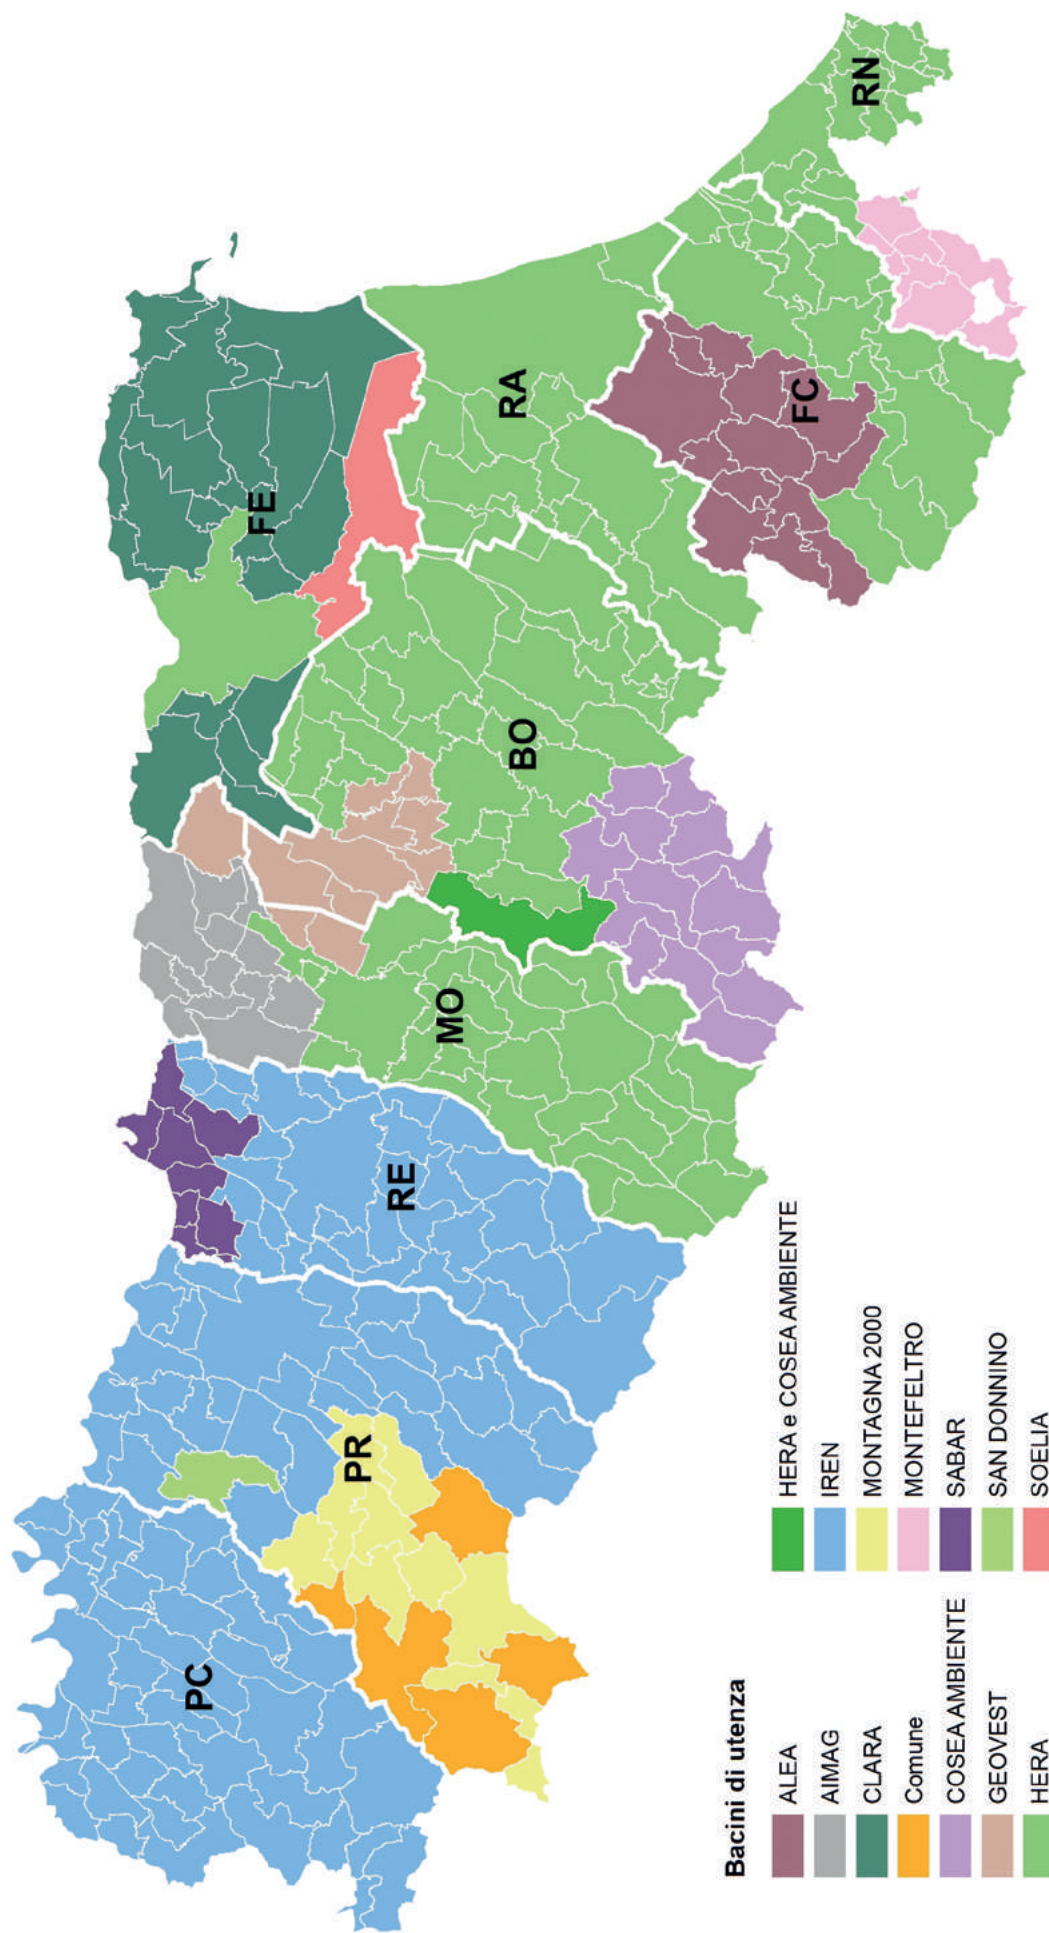 PC
PR
RE
MO
BO
FE
RA
FC
RN
Bacini di utenza
ALEA
AIMAG
CLARA
Comune
COSEA AMBIENTE
GEOVEST
HERA
HERA e COSEA AMBIENTE
IREN
MONTAGNA 2000
MONTEFELTRO
SABAR
SAN DONNINO
SOELIA